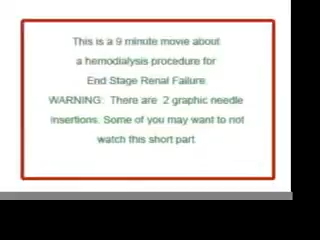 This is a 9 minute movie about
a hemodialysis procedure for
End Stage Renal Failure.
WARNING: There are 2 graphic needle
insertions. Some of you may want to not
watch this short part